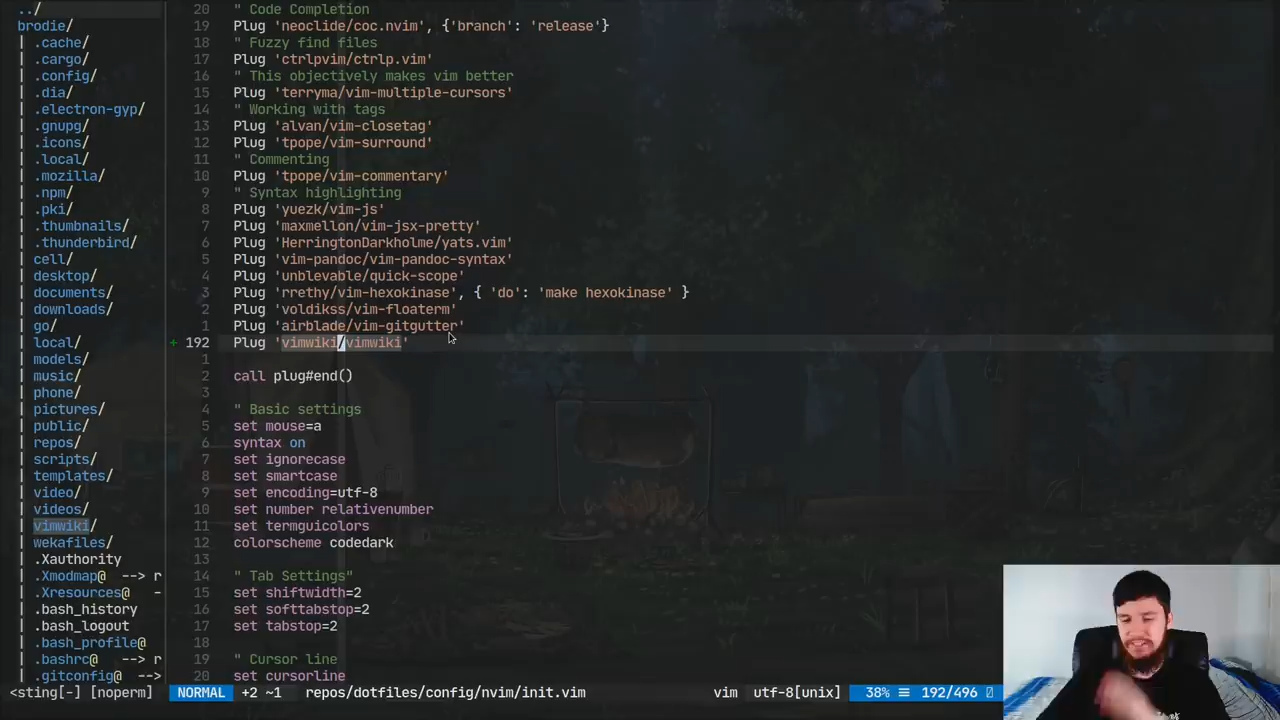 ../
brodie/
| .cache/
| .cargo/
| .config/
| .dia/
| .electron-gyp/
| .gnupg/
| .icons/
| .local/
| .mozilla/
| .npm/
| .pki/
| .thumbnails/
| .thunderbird/
| cell/
| desktop/
| documents/
| downloads/
| go/
| local/
| models/
| music/
| phone/
| pictures/
| public/
| repos/
| scripts/
| templates/
| video/
| videos/
| vimwiki/
| wekafiles/
| .Xauthority
| .Xmodmap@ --> r
| .Xresources@ -
| .bash_history
| .bash_logout
| .bash_profile@
| .bashrc@ --> r
| .gitconfig@ -->
<sting[-] [noperm]
20 " Code Completion
19 Plug 'neoclide/coc.nvim', {'branch': 'release'}
18 " Fuzzy find files
17 Plug 'ctrlpvim/ctrlp.vim'
16 " This objectively makes vim better
15 Plug 'terryma/vim-multiple-cursors'
14 " Working with tags
13 Plug 'alvan/vim-closetag'
12 Plug 'tpope/vim-surround'
11 " Commenting
10 Plug 'tpope/vim-commentary'
9 " Syntax highlighting
8 Plug 'yuezk/vim-js'
7 Plug 'maxmellon/vim-jsx-pretty'
6 Plug 'HerringtonDarkholme/yats.vim'
5 Plug 'vim-pandoc/vim-pandoc-syntax'
4 Plug 'unblevable/quick-scope'
3 Plug 'rrethy/vim-hexokinase', { 'do': 'make hexokinase' }
2 Plug 'voldikss/vim-floaterm'
1 Plug 'airblade/vim-gitgutter'
+ 192 Plug 'vimwiki/vimwiki'
1
2 call plug#end()
3
4 " Basic settings
5 set mouse=a
6 syntax on
7 set ignorecase
8 set smartcase
9 set encoding=utf-8
10 set number relativenumber
11 set termguicolors
12 colorscheme codedark
13
14 " Tab Settings"
15 set shiftwidth=2
16 set softtabstop=2
17 set tabstop=2
18
19 " Cursor line
20 set cursorline
NORMAL +2 ~1 repos/dotfiles/config/nvim/init.vim vim utf-8[unix] 38% ≡ 192/496